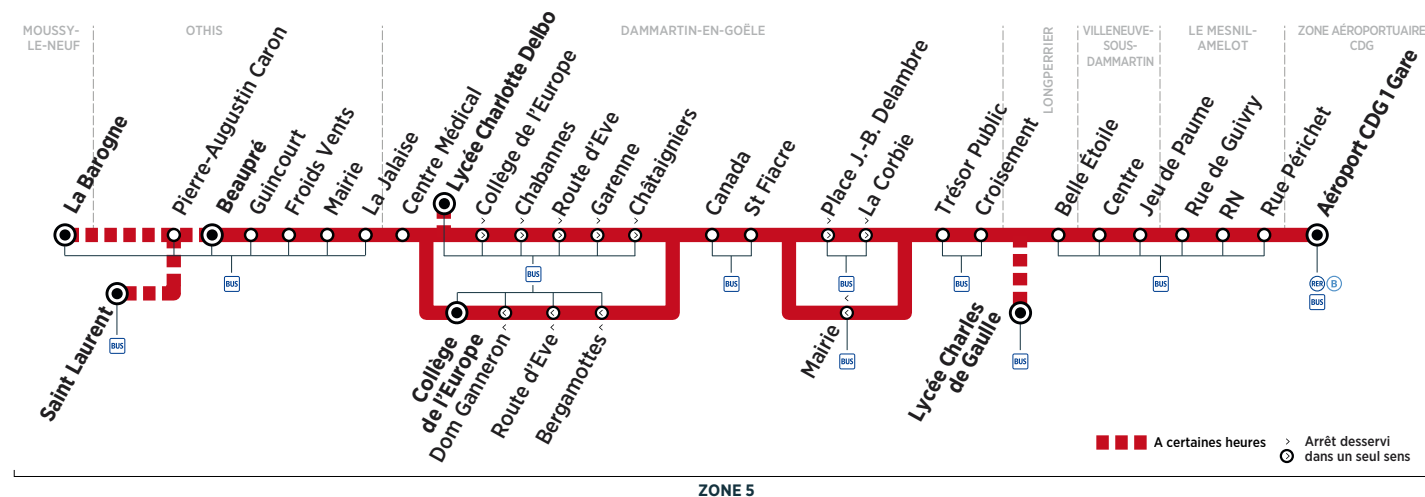 MOUSSY-
LE-NEUF
OTHIS
DAMMARTIN-EN-GOËLE
LONGPERRIER
VILLENEUVE-
SOUS-
DAMMARTIN
LE MESNIL-
AMELOT
ZONE AÉROPORTUAIRE
CDG
La Barogne
Pierre-Augustin Caron
Beaupré
Guincourt
Froids Vents
Mairie
La Jalaise
Centre Médical
Lycée Charlotte Delbo
Collège de l'Europe
Chabannes
Route d'Eve
Garenne
Châtaigniers
Canada
St Fiacre
Place J.-B. Delambre
La Corbie
Trésor Public
Croisement
Belle Étoile
Centre
Jeu de Paume
Rue de Guivry
RN
Rue Périchet
Aéroport CDG 1 Gare
BUS
BUS
BUS
BUS
BUS
BUS
RER B
BUS
Saint Laurent
BUS
Collège
de l'Europe
Dom Ganneron
Route d'Eve
Bergamottes
Mairie
BUS
Lycée Charles
de Gaulle
BUS
A certaines heures
Arrêt desservi
dans un seul sens
ZONE 5